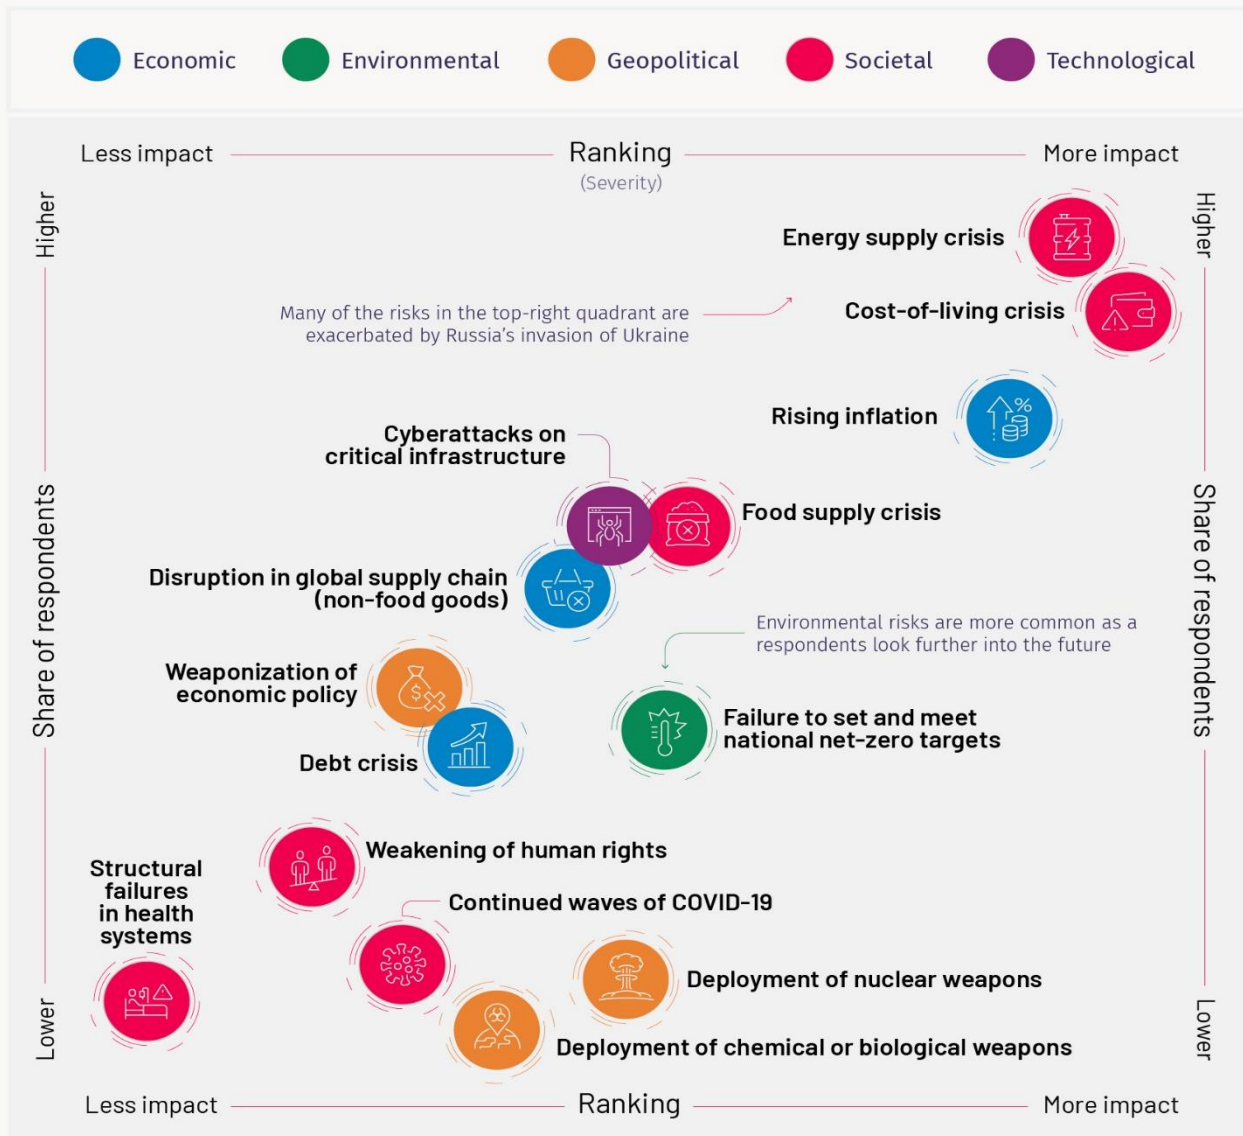 Economic
Environmental
Geopolitical
Societal
Technological
Less impact
Ranking
More impact
(Severity)
Higher
Higher
Energy supply crisis
Many of the risks in the top-right quadrant are
exacerbated by Russia’s invasion of Ukraine
Cost-of-living crisis
Rising inflation
%
Cyberattacks on
critical infrastructure
Food supply crisis
Share of respondents
Share of respondents
Disruption in global supply chain
(non-food goods)
Environmental risks are more common as a
respondents look further into the future
Weaponization of
economic policy
$
Failure to set and meet
national net-zero targets
Debt crisis
Weakening of human rights
Structural
failures
in health
systems
Continued waves of COVID-19
Deployment of nuclear weapons
Deployment of chemical or biological weapons
Lower
Lower
Less impact
Ranking
More impact